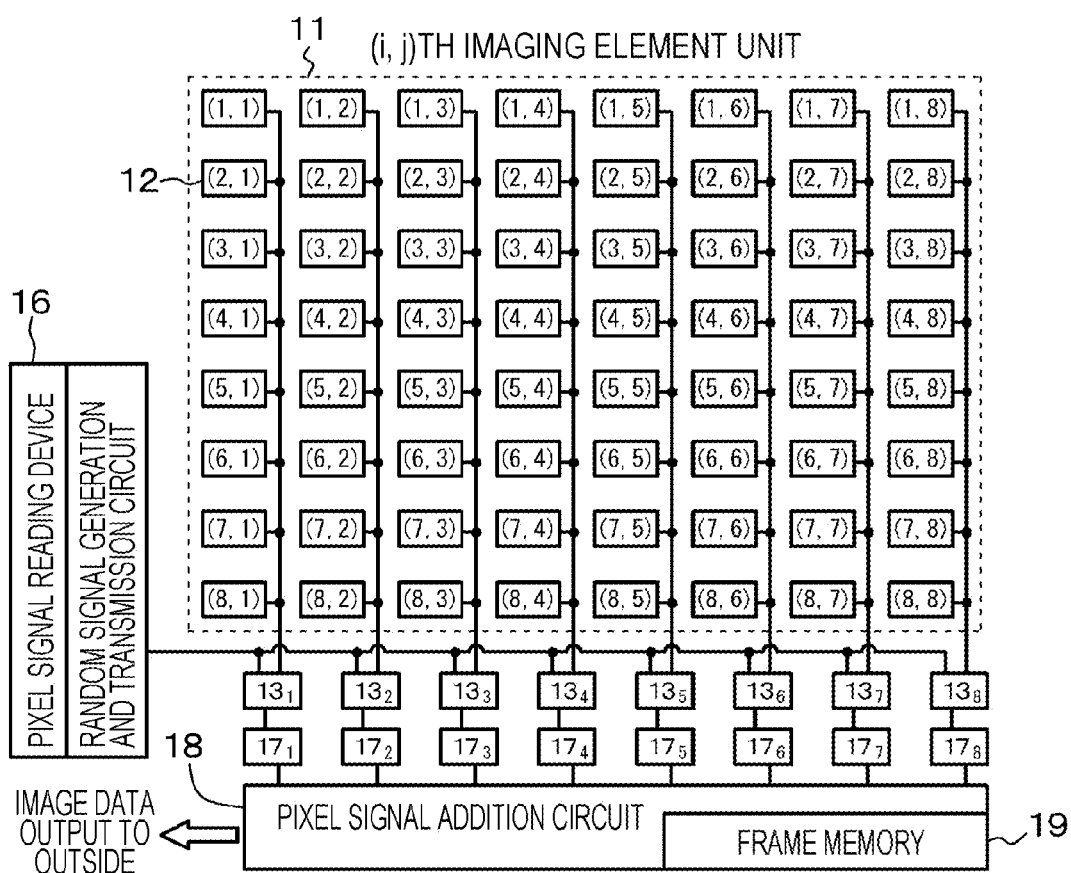 11
(i, j)TH IMAGING ELEMENT UNIT
(1, 1) (1, 2) (1, 3) (1, 4) (1, 5) (1, 6) (1, 7) (1, 8)
12
(2, 1) (2, 2) (2, 3) (2, 4) (2, 5) (2, 6) (2, 7) (2, 8)
(3, 1) (3, 2) (3, 3) (3, 4) (3, 5) (3, 6) (3, 7) (3, 8)
16
(4, 1) (4, 2) (4, 3) (4, 4) (4, 5) (4, 6) (4, 7) (4, 8)
(5, 1) (5, 2) (5, 3) (5, 4) (5, 5) (5, 6) (5, 7) (5, 8)
(6, 1) (6, 2) (6, 3) (6, 4) (6, 5) (6, 6) (6, 7) (6, 8)
(7, 1) (7, 2) (7, 3) (7, 4) (7, 5) (7, 6) (7, 7) (7, 8)
(8, 1) (8, 2) (8, 3) (8, 4) (8, 5) (8, 6) (8, 7) (8, 8)
PIXEL SIGNAL READING DEVICE
RANDOM SIGNAL GENERATION
AND TRANSMISSION CIRCUIT
13₁ 13₂ 13₃ 13₄ 13₅ 13₆ 13₇ 13₈
17₁ 17₂ 17₃ 17₄ 17₅ 17₆ 17₇ 17₈
18
IMAGE DATA
OUTPUT TO
OUTSIDE
PIXEL SIGNAL ADDITION CIRCUIT
FRAME MEMORY
19